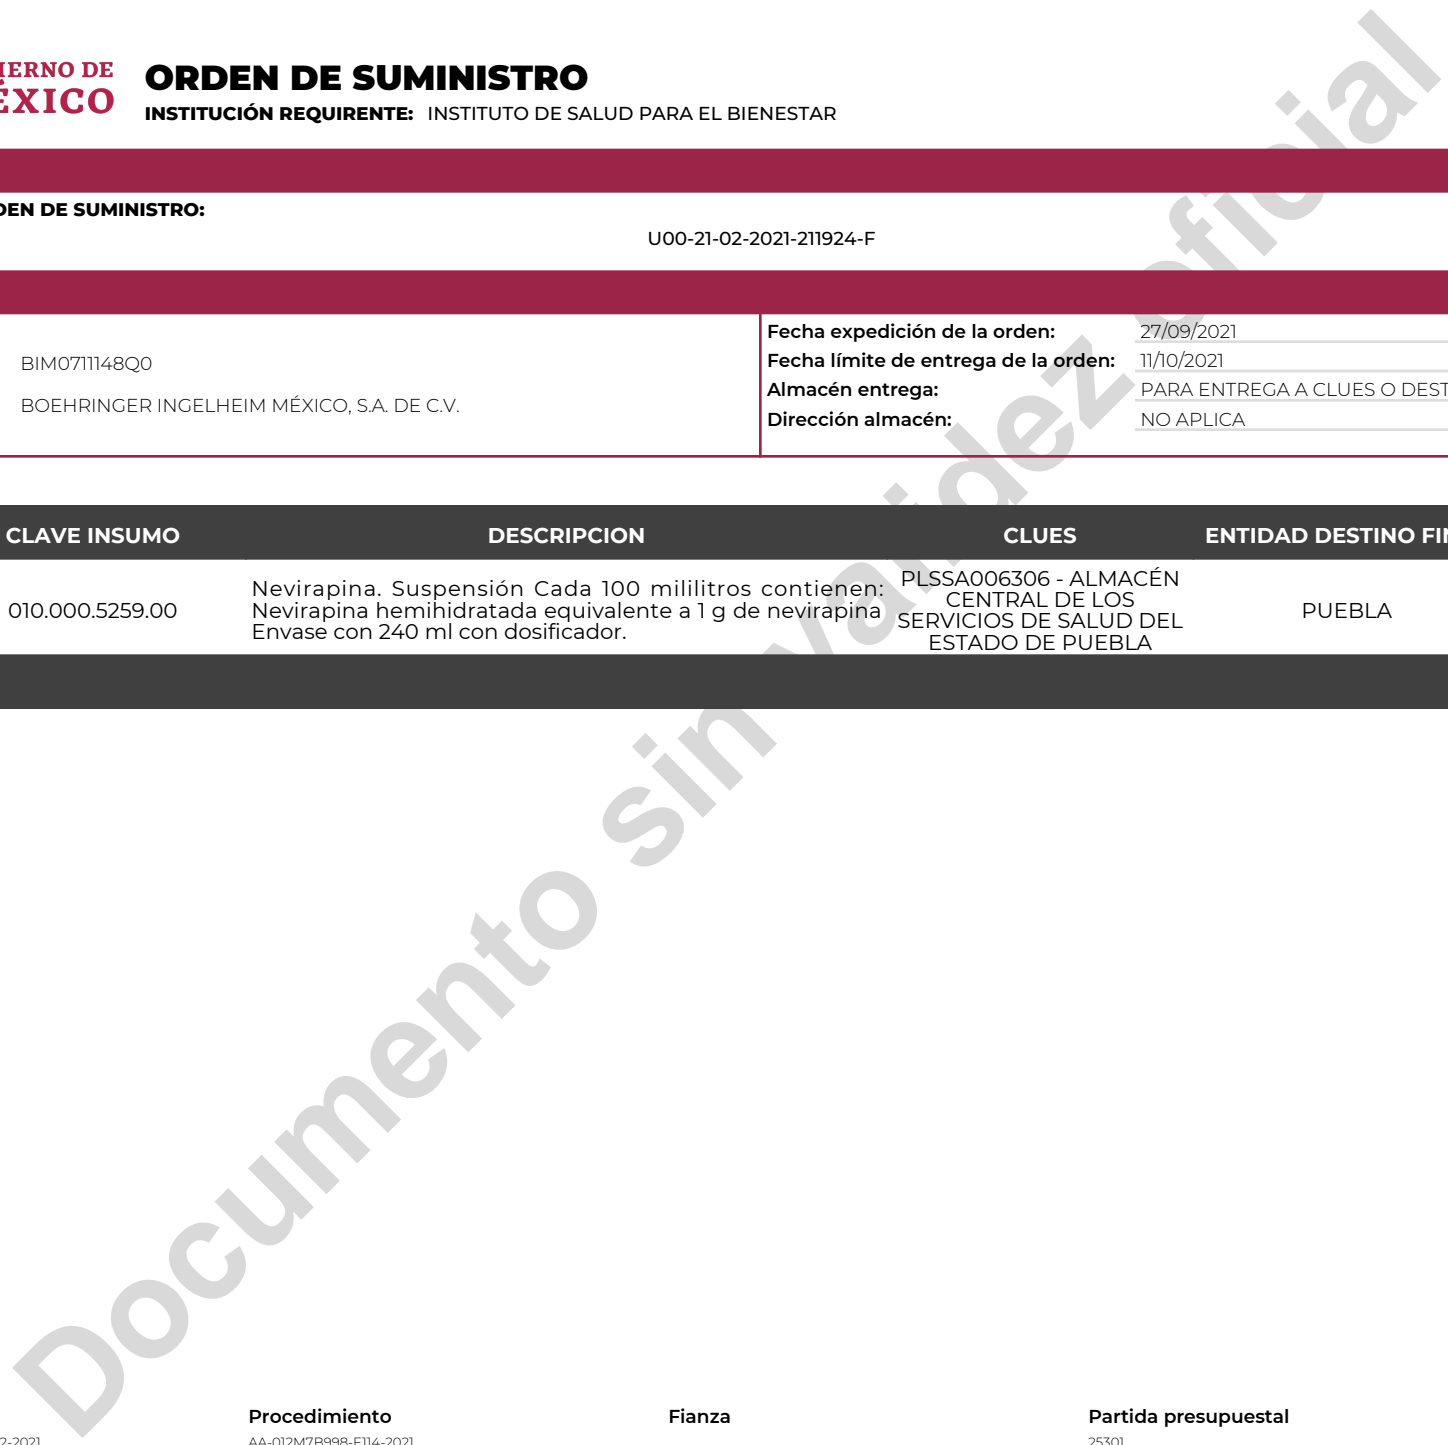 ORDEN DE SUMINISTRO
INSTITUCIÓN REQUIRENTE: INSTITUTO DE SALUD PARA EL BIENESTAR
DE SUMINISTRO:
U00-21-02-2021-211924-F
BIM0711148Q0
BOEHRINGER INGELHEIM MÉXICO, S.A. DE C.V.
Fecha expedición de la orden: 27/09/2021
Fecha límite de entrega de la orden: 11/10/2021
Almacén entrega: PARA ENTREGA A CLUES O DEST
Dirección almacén: NO APLICA
CLAVE INSUMO DESCRIPCION CLUES ENTIDAD DESTINO
010.000.5259.00
Nevirapina. Suspensión Cada 100 mililitros contienen:
Nevirapina hemihidratada equivalente a 1 g de nevirapina
Envase con 240 ml con dosificador.
PLSSA006306 - ALMACÉN
CENTRAL DE LOS
SERVICIOS DE SALUD DEL
ESTADO DE PUEBLA
PUEBLA
Documento sin validez oficial
Procedimiento Fianza Partida presupuestal
AA-012M7B998-E114-2021
25301